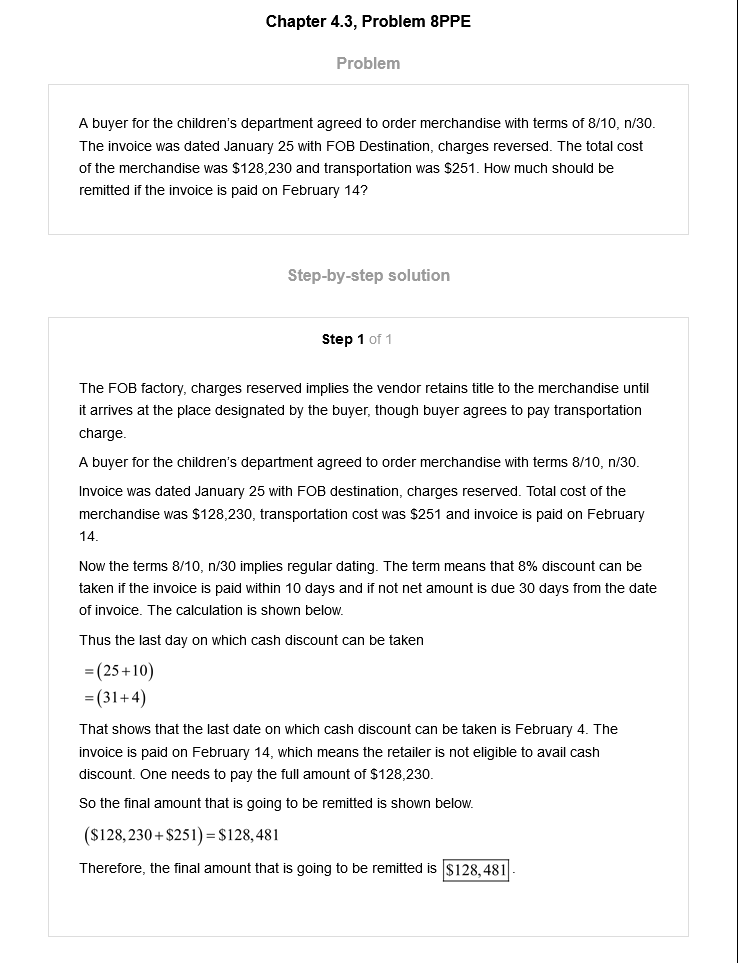 Chapter 4.3, Problem 8PPE
Problem
A buyer for the children's department agreed to order merchandise with terms of 8/10, n/30.
The invoice was dated January 25 with FOB Destination, charges reversed. The total cost
of the merchandise was $128,230 and transportation was $251. How much should be
remitted if the invoice is paid on February 14?
Step-by-step solution
Step 1 of 1
The FOB factory, charges reserved implies the vendor retains title to the merchandise until
it arrives at the place designated by the buyer, though buyer agrees to pay transportation
charge.
A buyer for the children's department agreed to order merchandise with terms 8/10, n/30.
Invoice was dated January 25 with FOB destination, charges reserved. Total cost of the
merchandise was $128,230, transportation cost was $251 and invoice is paid on February
14.
Now the terms 8/10, n/30 implies regular dating. The term means that 8% discount can be
taken if the invoice is paid within 10 days and if not net amount is due 30 days from the date
of invoice. The calculation is shown below.
Thus the last day on which cash discount can be taken
=(25+10)
=(31+4)
That shows that the last date on which cash discount can be taken is February 4. The
invoice is paid on February 14, which means the retailer is not eligible to avail cash
discount. One needs to pay the full amount of $128,230.
So the final amount that is going to be remitted is shown below.
($128,230+$251)=$128,481
Therefore, the final amount that is going to be remitted is $128,481.